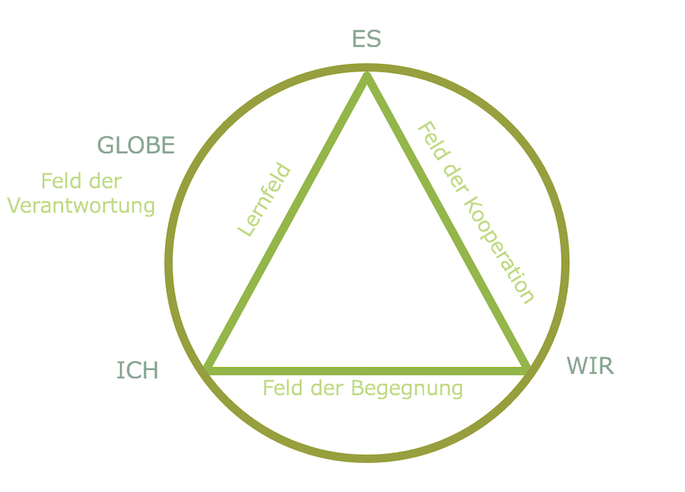 ES
GLOBE
Feld der
Verantwortung
Lernfeld
Feld der Kooperation
ICH
WIR
Feld der Begegnung